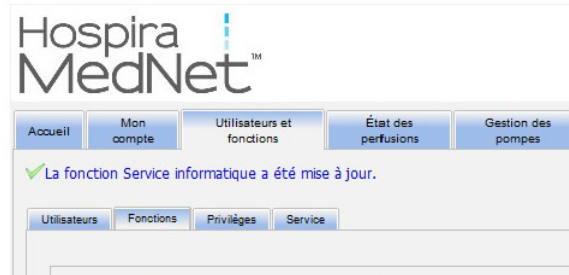 Hospira
MedNet™
Accueil
Mon
compte
Utilisateurs et
fonctions
État des
perfusions
Gestion des
pompes
La fonction Service informatique a été mise à jour.
Utilisateurs
Fonctions
Privilèges
Service